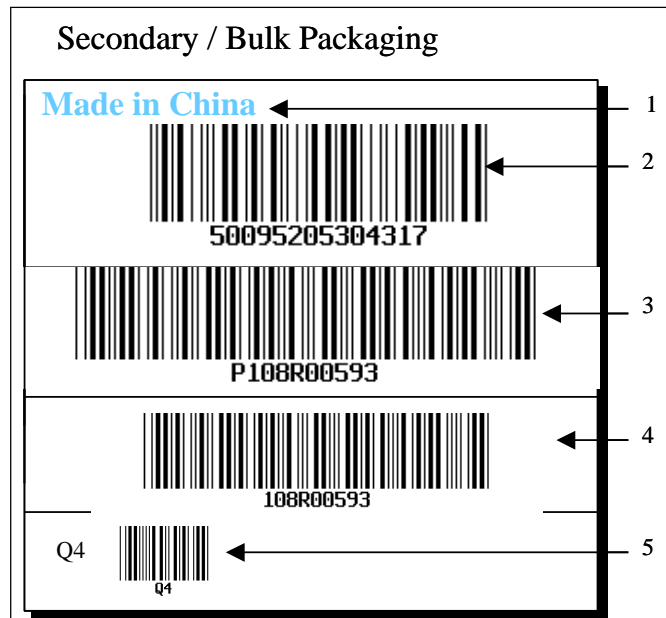 Secondary / Bulk Packaging
Made in China
1
2
50095205304317
3
P108R00593
4
108R00593
Q4
5
Q4